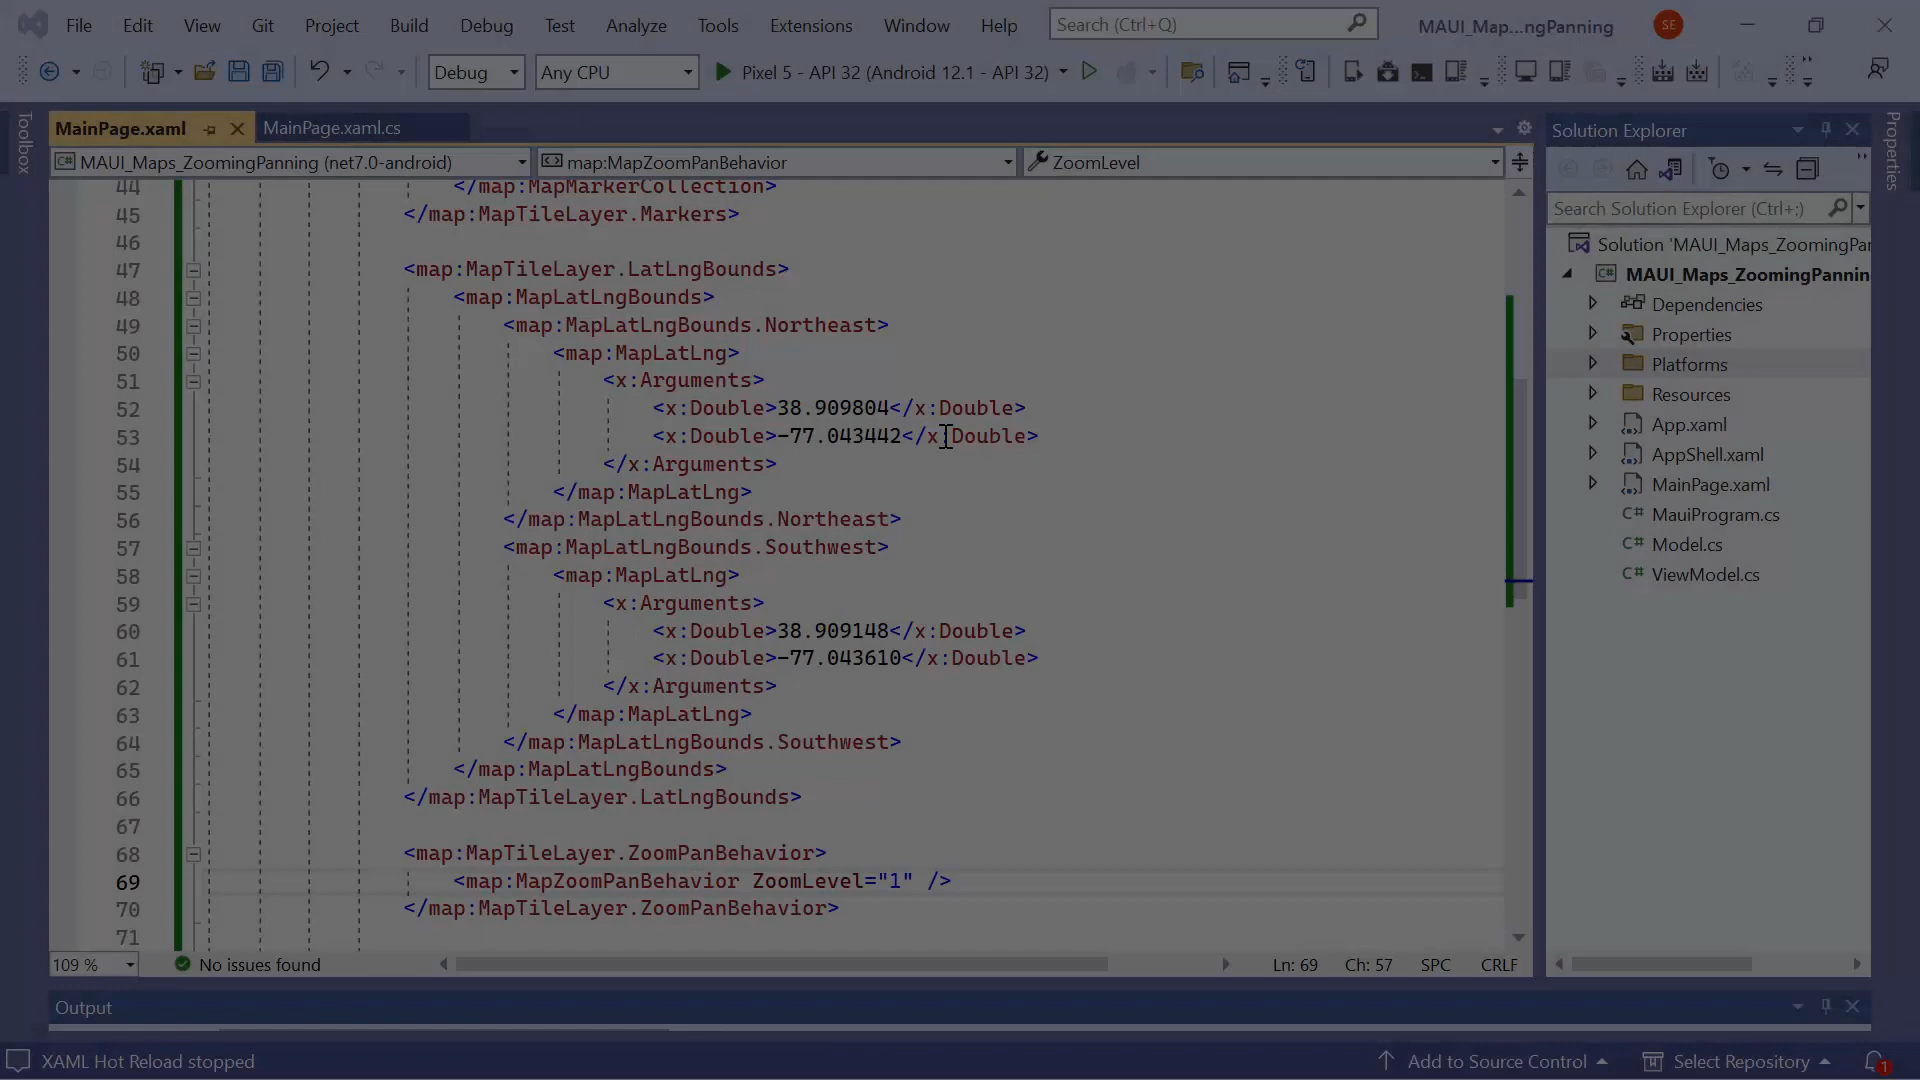 File Edit View Git Project Build Debug Test Analyze Tools Extensions Window Help Search (Ctrl+Q) MAUI_Map...ngPanning SE
Debug Any CPU Pixel 5 - API 32 (Android 12.1 - API 32)
Toolbox
MainPage.xaml MainPage.xaml.cs
MAUI_Maps_ZoomingPanning (net7.0-android) map:MapZoomPanBehavior ZoomLevel
44 </map:MapMarkerCollection>
45 </map:MapTileLayer.Markers>
46
47 <map:MapTileLayer.LatLngBounds>
48 <map:MapLatLngBounds>
49 <map:MapLatLngBounds.Northeast>
50 <map:MapLatLng>
51 <x:Arguments>
52 <x:Double>38.909804</x:Double>
53 <x:Double>-77.043442</x:Double>
54 </x:Arguments>
55 </map:MapLatLng>
56 </map:MapLatLngBounds.Northeast>
57 <map:MapLatLngBounds.Southwest>
58 <map:MapLatLng>
59 <x:Arguments>
60 <x:Double>38.909148</x:Double>
61 <x:Double>-77.043610</x:Double>
62 </x:Arguments>
63 </map:MapLatLng>
64 </map:MapLatLngBounds.Southwest>
65 </map:MapLatLngBounds>
66 </map:MapTileLayer.LatLngBounds>
67
68 <map:MapTileLayer.ZoomPanBehavior>
69 <map:MapZoomPanBehavior ZoomLevel="1" />
70 </map:MapTileLayer.ZoomPanBehavior>
71
109 % No issues found Ln: 69 Ch: 57 SPC CRLF
Solution Explorer
Search Solution Explorer (Ctrl+;)
Solution 'MAUI_Maps_ZoomingPar
MAUI_Maps_ZoomingPanning
Dependencies
Properties
Platforms
Resources
App.xaml
AppShell.xaml
MainPage.xaml
C# MauiProgram.cs
C# Model.cs
C# ViewModel.cs
Properties
Output
XAML Hot Reload stopped Add to Source Control Select Repository 1